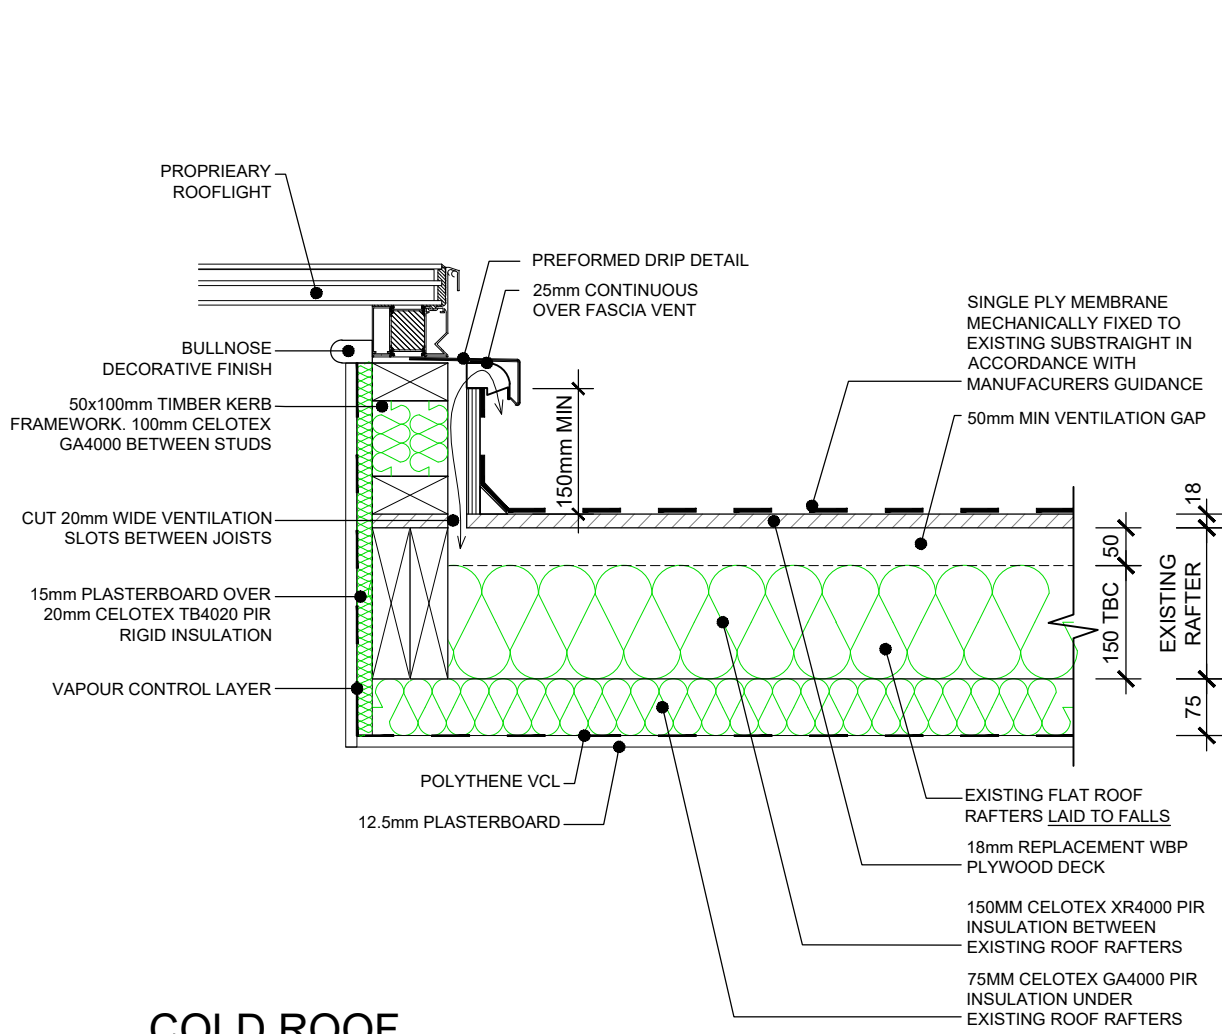 PROPRIEARY
ROOFLIGHT
PREFORMED DRIP DETAIL
25mm CONTINUOUS
OVER FASCIA VENT
SINGLE PLY MEMBRANE
MECHANICALLY FIXED TO
EXISTING SUBSTRAIGHT IN
ACCORDANCE WITH
MANUFACURERS GUIDANCE
50mm MIN VENTILATION GAP
BULLNOSE
DECORATIVE FINISH
50x100mm TIMBER KERB
FRAMEWORK. 100mm CELOTEX
GA4000 BETWEEN STUDS
150mm MIN
CUT 20mm WIDE VENTILATION
SLOTS BETWEEN JOISTS
15mm PLASTERBOARD OVER
20mm CELOTEX TB4020 PIR
RIGID INSULATION
VAPOUR CONTROL LAYER
18
50
150 TBC
EXISTING
RAFTER
75
POLYTHENE VCL
12.5mm PLASTERBOARD
EXISTING FLAT ROOF
RAFTERS LAID TO FALLS
18mm REPLACEMENT WBP
PLYWOOD DECK
150MM CELOTEX XR4000 PIR
INSULATION BETWEEN
EXISTING ROOF RAFTERS
75MM CELOTEX GA4000 PIR
INSULATION UNDER
EXISTING ROOF RAFTERS
COLD ROOF